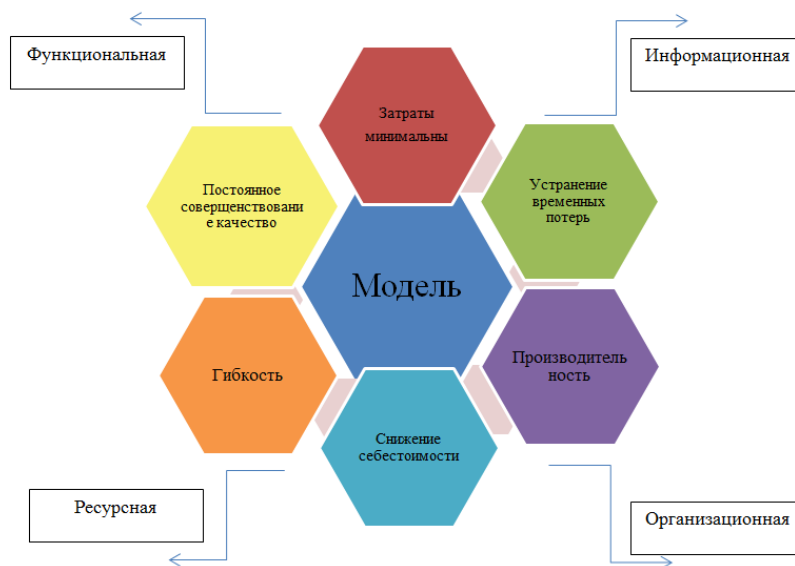 Функциональная
Информационная
Затраты
минимальны
Постоянное
совершенствовани
е качество
Устранение
временных
потерь
Модель
Гибкость
Производитель
ность
Снижение
себестоимости
Ресурсная
Организационная